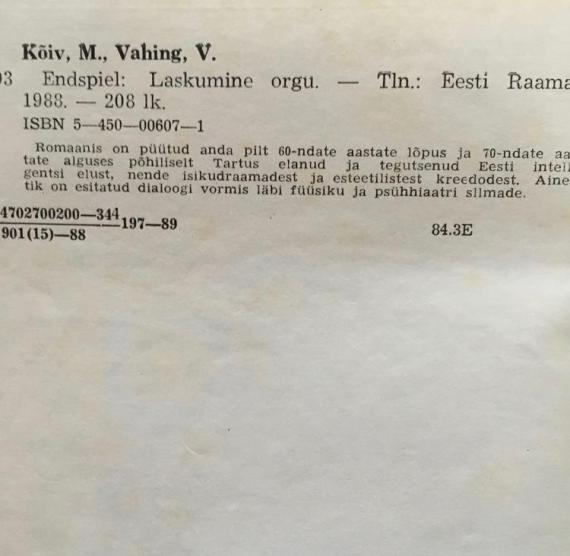 Kõiv, M., Vahing, V.
03 Endspiel: Laskumine orgu. — Tln.: Eesti Raama
1988. — 208 lk.
ISBN 5—450—00607—1
Romaanis on püütud anda pilt 60-ndate aastate lõpus ja 70-ndate aa
tate alguses põhiliselt Tartus elanud ja tegutsenud Eesti intell
gentsi elust, nende isikudraamadest ja esteetilistest kreedodest. Aine
tik on esitatud dialoogi vormis läbi füüsiku ja psühhiaatri silmade.
4702700200—344
901(15)—88
—197—89
84.3E